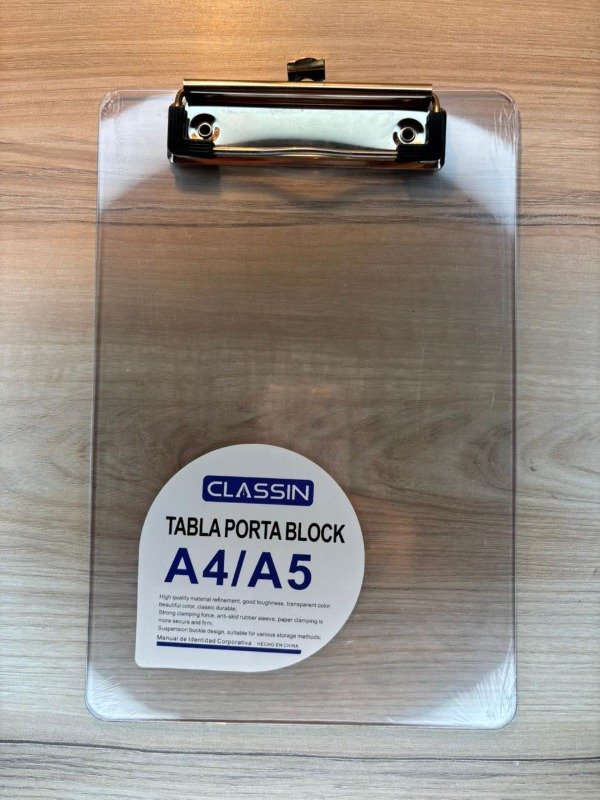 CLASSIN
TABLA PORTA BLOCK
A4/A5
High quality material refinement, good toughness, transparent color,
beautiful color, classic durable;
Strong clamping force, anti-skid rubber sleeve, paper clamping is
more secure and firm;
Suspension buckle design, suitable for various storage methods;
Manual de Identidad Corporativa HECHO EN CHINA